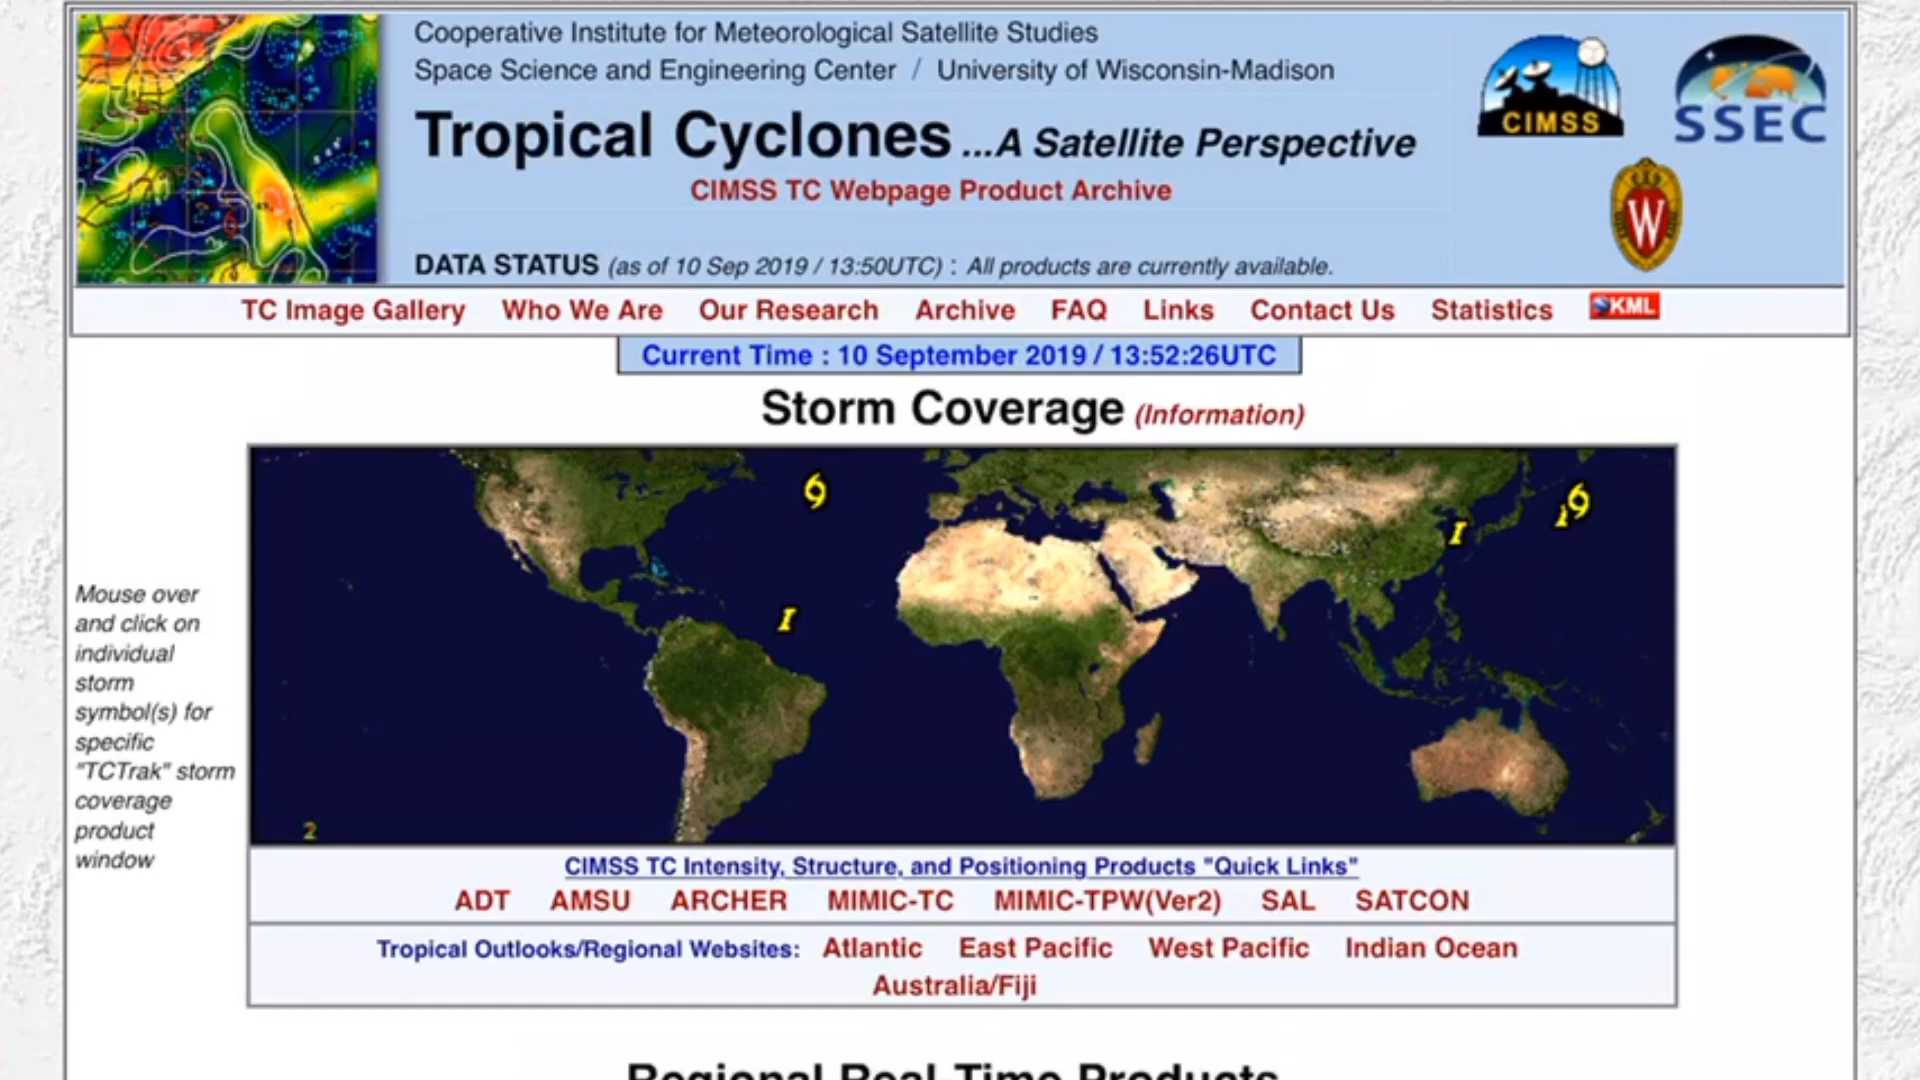 Cooperative Institute for Meteorological Satellite Studies
Space Science and Engineering Center / University of Wisconsin-Madison
Tropical Cyclones ...A Satellite Perspective
CIMSS TC Webpage Product Archive
DATA STATUS (as of 10 Sep 2019 / 13:50UTC) : All products are currently available.
CIMSS
SSEC
W
TC Image Gallery Who We Are Our Research Archive FAQ Links Contact Us Statistics KML
Current Time : 10 September 2019 / 13:52:26UTC
Storm Coverage (Information)
Mouse over
and click on
individual
storm
symbol(s) for
specific
"TCTrak" storm
coverage
product
window
I
I
2
CIMSS TC Intensity, Structure, and Positioning Products "Quick Links"
ADT AMSU ARCHER MIMIC-TC MIMIC-TPW(Ver2) SAL SATCON
Tropical Outlooks/Regional Websites: Atlantic East Pacific West Pacific Indian Ocean
Australia/Fiji
Regional Real-Time Products